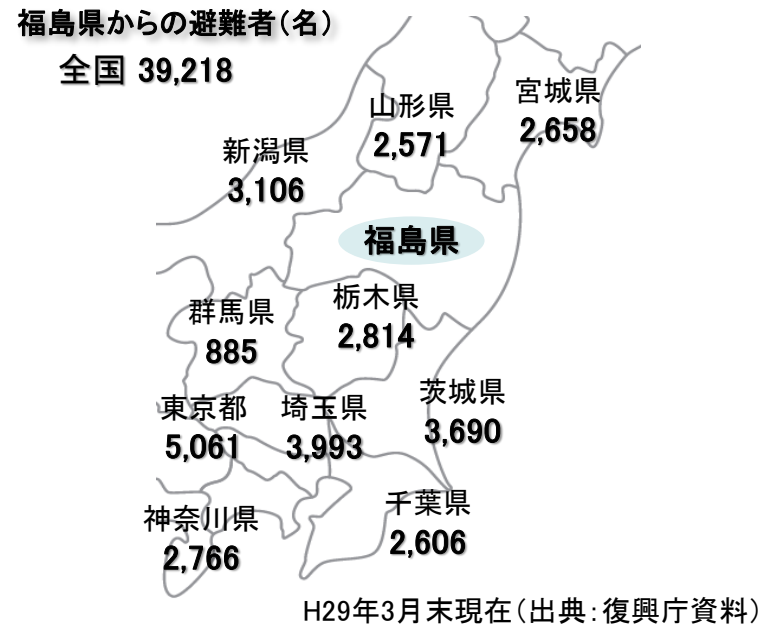 福島県からの避難者(名)
全国 39,218
山形県
2,571
宮城県
2,658
新潟県
3,106
福島県
栃木県
2,814
群馬県
885
東京都
5,061
埼玉県
3,993
茨城県
3,690
神奈川県
2,766
千葉県
2,606
H29年3月末現在(出典:復興庁資料)